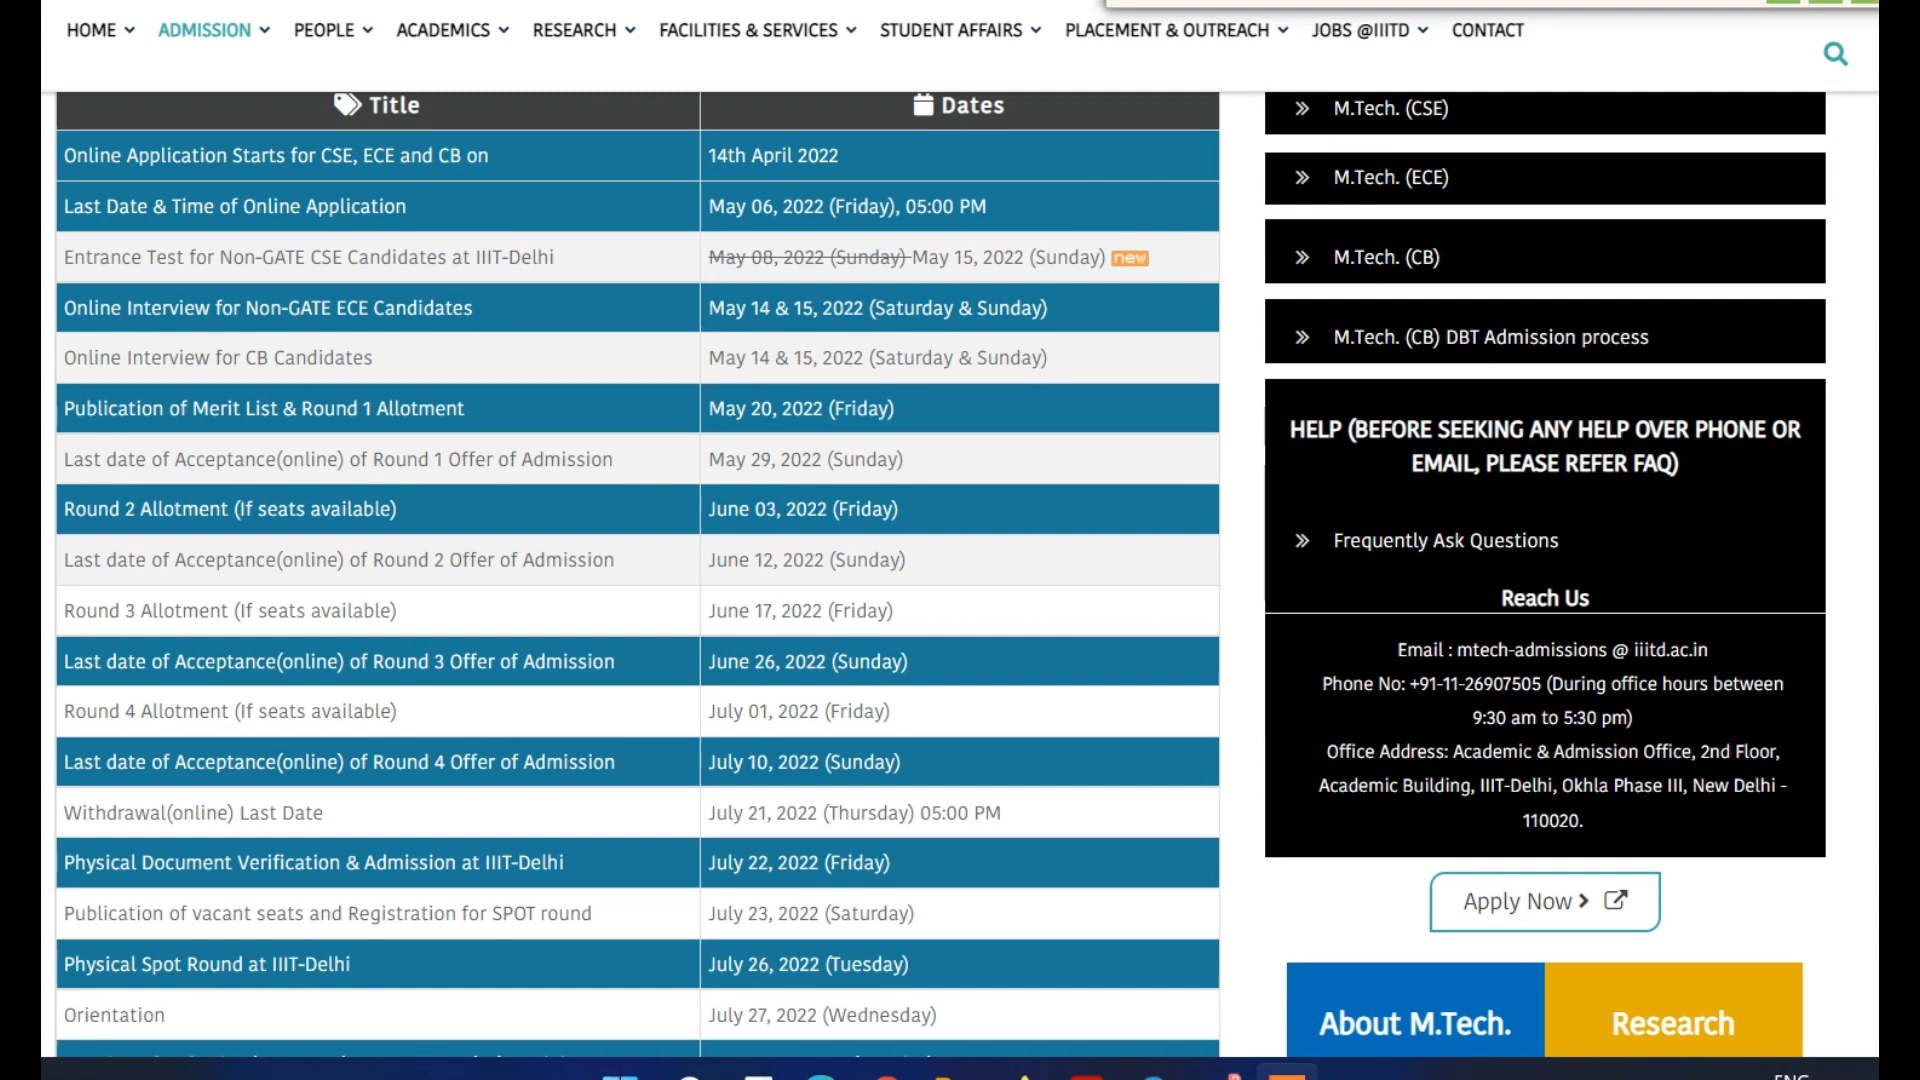 HOME ADMISSION PEOPLE ACADEMICS RESEARCH FACILITIES & SERVICES STUDENT AFFAIRS PLACEMENT & OUTREACH JOBS @IIITD CONTACT
Title Dates
Online Application Starts for CSE, ECE and CB on 14th April 2022
Last Date & Time of Online Application May 06, 2022 (Friday), 05:00 PM
Entrance Test for Non-GATE CSE Candidates at IIIT-Delhi May 08, 2022 (Sunday) May 15, 2022 (Sunday) new
Online Interview for Non-GATE ECE Candidates May 14 & 15, 2022 (Saturday & Sunday)
Online Interview for CB Candidates May 14 & 15, 2022 (Saturday & Sunday)
Publication of Merit List & Round 1 Allotment May 20, 2022 (Friday)
Last date of Acceptance(online) of Round 1 Offer of Admission May 29, 2022 (Sunday)
Round 2 Allotment (If seats available) June 03, 2022 (Friday)
Last date of Acceptance(online) of Round 2 Offer of Admission June 12, 2022 (Sunday)
Round 3 Allotment (If seats available) June 17, 2022 (Friday)
Last date of Acceptance(online) of Round 3 Offer of Admission June 26, 2022 (Sunday)
Round 4 Allotment (If seats available) July 01, 2022 (Friday)
Last date of Acceptance(online) of Round 4 Offer of Admission July 10, 2022 (Sunday)
Withdrawal(online) Last Date July 21, 2022 (Thursday) 05:00 PM
Physical Document Verification & Admission at IIIT-Delhi July 22, 2022 (Friday)
Publication of vacant seats and Registration for SPOT round July 23, 2022 (Saturday)
Physical Spot Round at IIIT-Delhi July 26, 2022 (Tuesday)
Orientation July 27, 2022 (Wednesday)
M.Tech. (CSE)
M.Tech. (ECE)
M.Tech. (CB)
M.Tech. (CB) DBT Admission process
HELP (BEFORE SEEKING ANY HELP OVER PHONE OR
EMAIL, PLEASE REFER FAQ)
Frequently Ask Questions
Reach Us
Email : mtech-admissions @ iiitd.ac.in
Phone No: +91-11-26907505 (During office hours between
9:30 am to 5:30 pm)
Office Address: Academic & Admission Office, 2nd Floor,
Academic Building, IIIT-Delhi, Okhla Phase III, New Delhi -
110020.
Apply Now
About M.Tech. Research
ENG